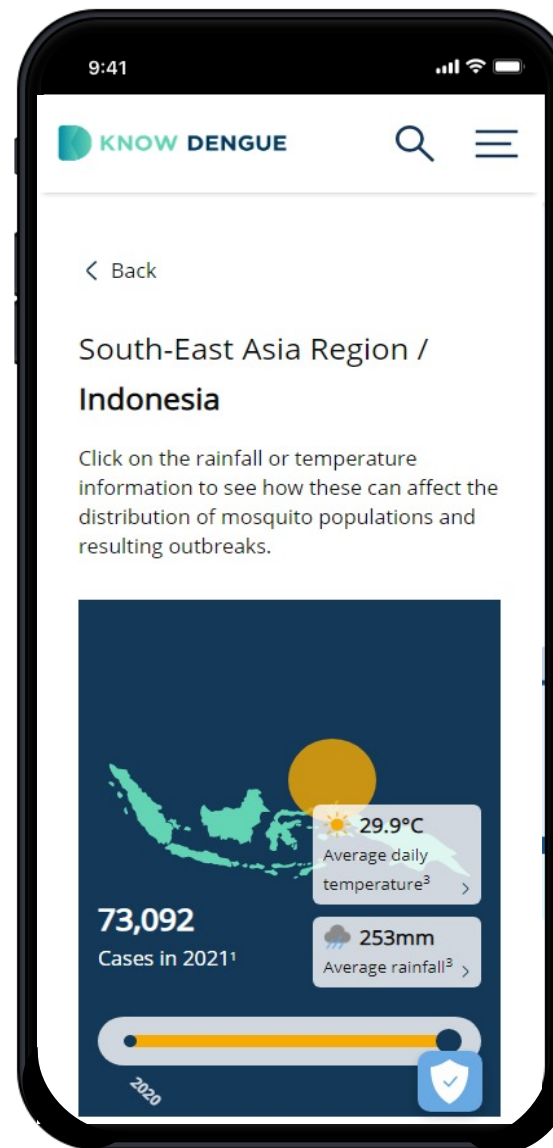 9:41
KNOW DENGUE
Back
South-East Asia Region /
Indonesia
Click on the rainfall or temperature
information to see how these can affect the
distribution of mosquito populations and
resulting outbreaks.
29.9°C
Average daily
temperature³
73,092
Cases in 2021¹
253mm
Average rainfall³
2020